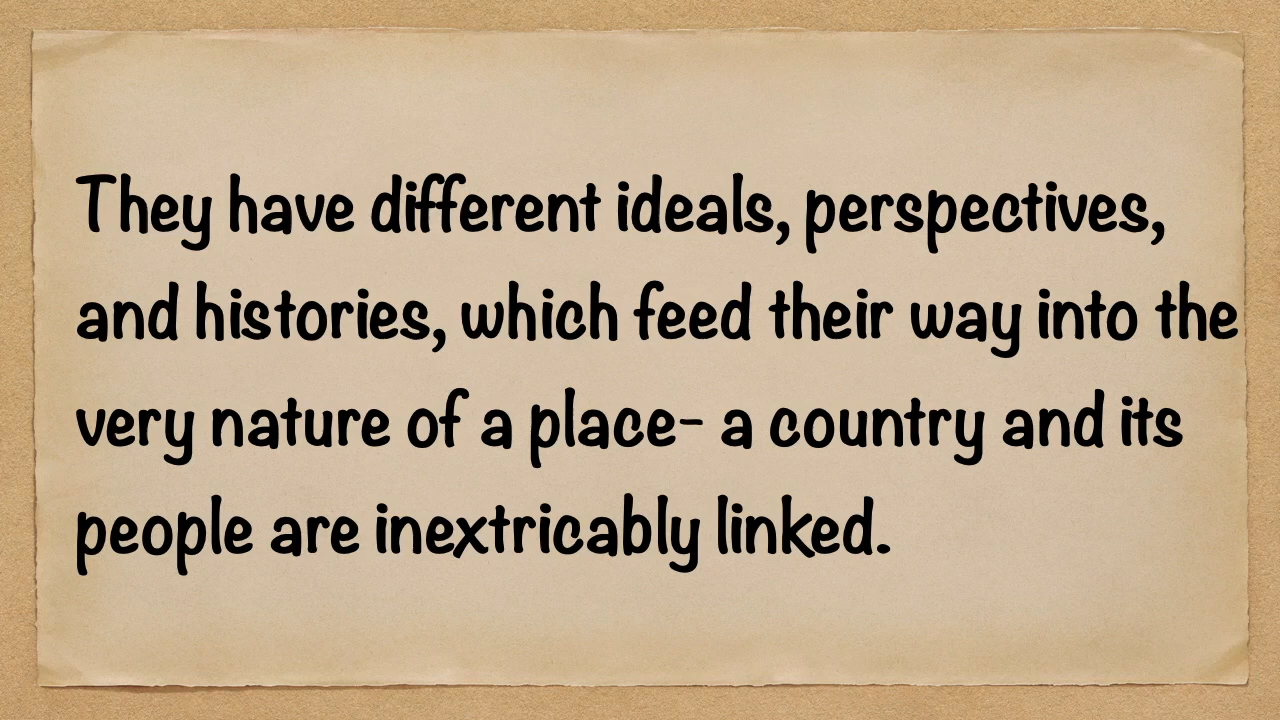 They have different ideals, perspectives,
and histories, which feed their way into the
very nature of a place- a country and its
people are inextricably linked.